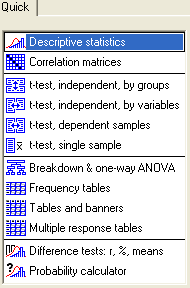 Quick
Descriptive statistics
Correlation matrices
t-test, independent, by groups
t-test, independent, by variables
t-test, dependent samples
t-test, single sample
Breakdown & one-way ANOVA
Frequency tables
Tables and banners
Multiple response tables
Difference tests: r, %, means
Probability calculator